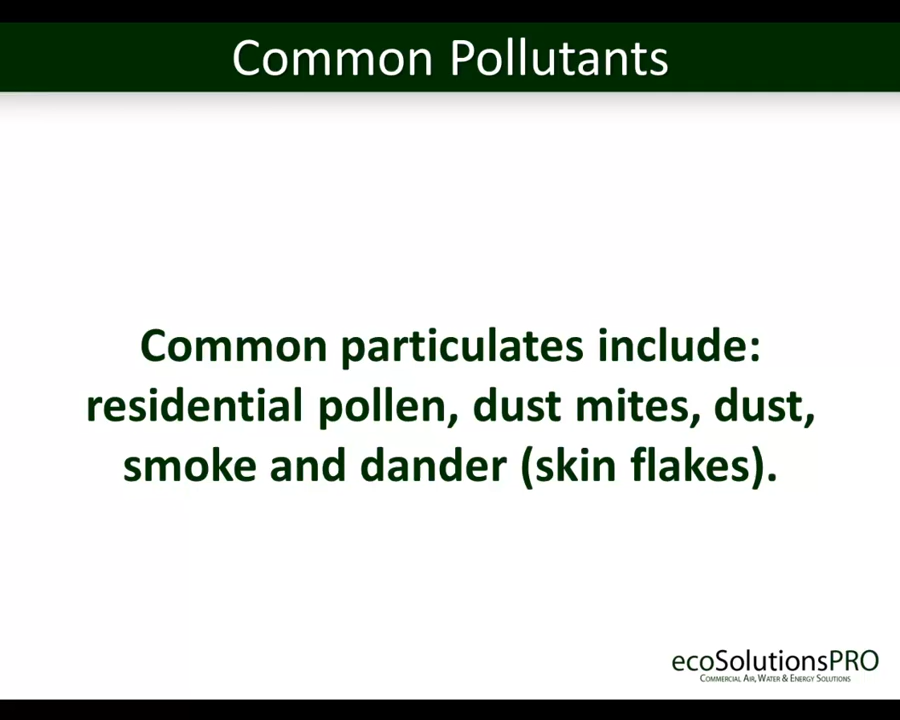 Common Pollutants
Common particulates include:
residential pollen, dust mites, dust,
smoke and dander (skin flakes).
ecoSolutionsPRO
Commercial Air, Water & Energy Solutions